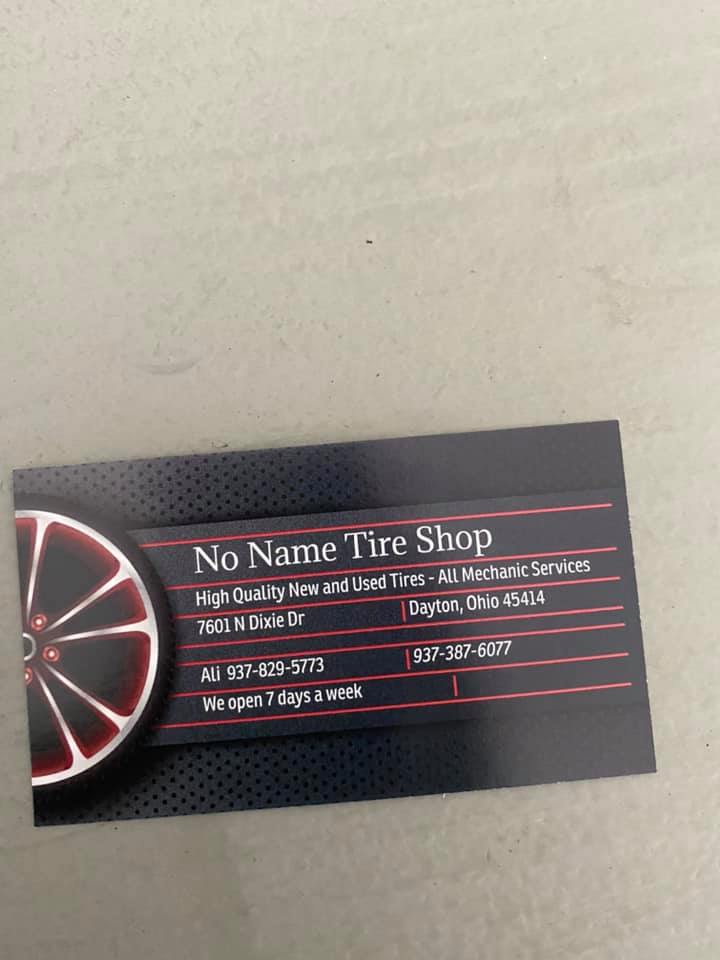 No Name Tire Shop
High Quality New and Used Tires - All Mechanic Services
7601 N Dixie Dr | Dayton, Ohio 45414
Ali 937-829-5773 | 937-387-6077
We open 7 days a week |